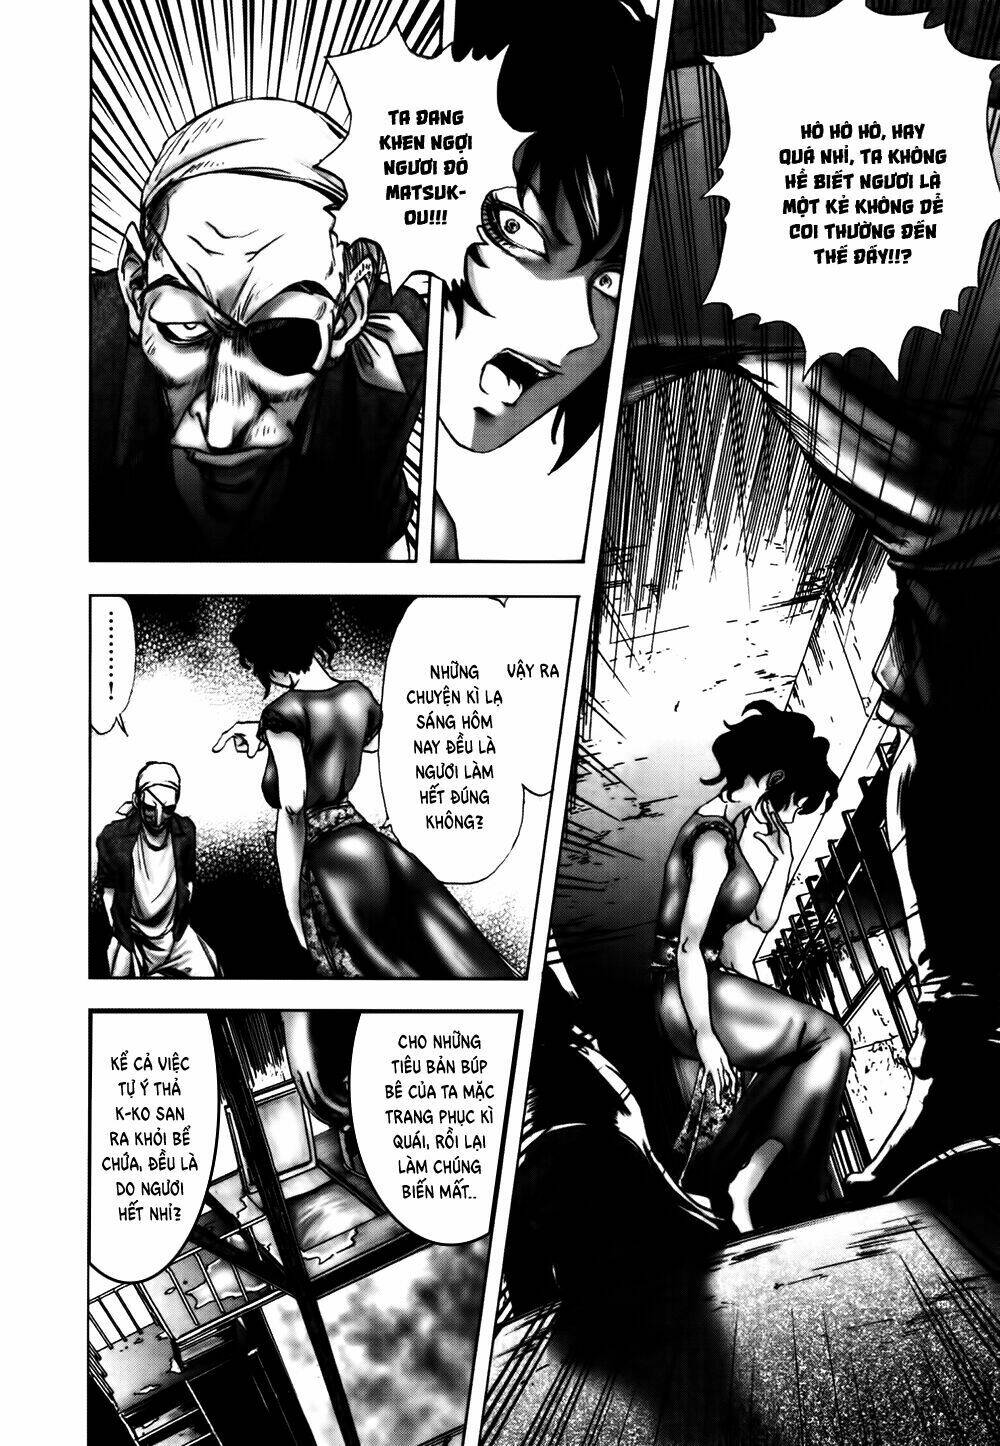 HÔ HÔ HÔ, HAY
QUÁ NHỈ, TA KHÔNG
HỀ BIẾT NGƯƠI LÀ
MỘT KẺ KHÔNG DỄ
COI THƯỜNG ĐẾN
THẾ ĐẤY!!?
TA ĐANG
KHEN NGỢI
NGƯƠI ĐÓ
MATSUK-
OU!!!
VẬY RA
NHỮNG
CHUYỆN KÌ LẠ
SÁNG HÔM
NAY ĐỀU LÀ
NGƯƠI LÀM
HẾT ĐÚNG
KHÔNG?
.........!
CHO NHỮNG
TIÊU BẢN BÚP
BÊ CỦA TA MẶC
TRANG PHỤC KÌ
QUÁI, RỒI LẠI
LÀM CHÚNG
BIẾN MẤT..
KỂ CẢ VIỆC
TỰ Ý THẢ
K-KO SAN
RA KHỎI BỂ
CHỨA, ĐỀU LÀ
DO NGƯƠI
HẾT NHỈ?